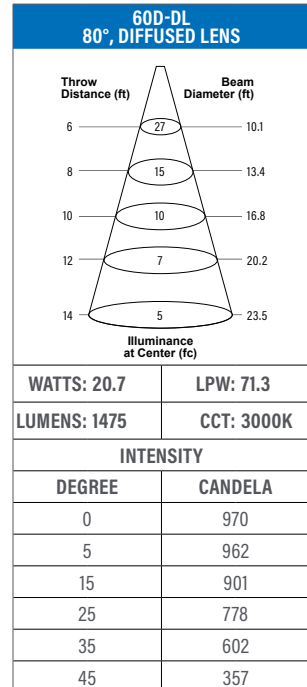 60D-DL
80°, DIFFUSED LENS
Throw Distance (ft)
Beam Diameter (ft)
6 27 10.1
8 15 13.4
10 10 16.8
12 7 20.2
14 5 23.5
Illuminance
at Center (fc)
WATTS: 20.7 LPW: 71.3
LUMENS: 1475 CCT: 3000K
INTENSITY
DEGREE CANDELA
0 970
5 962
15 901
25 778
35 602
45 357